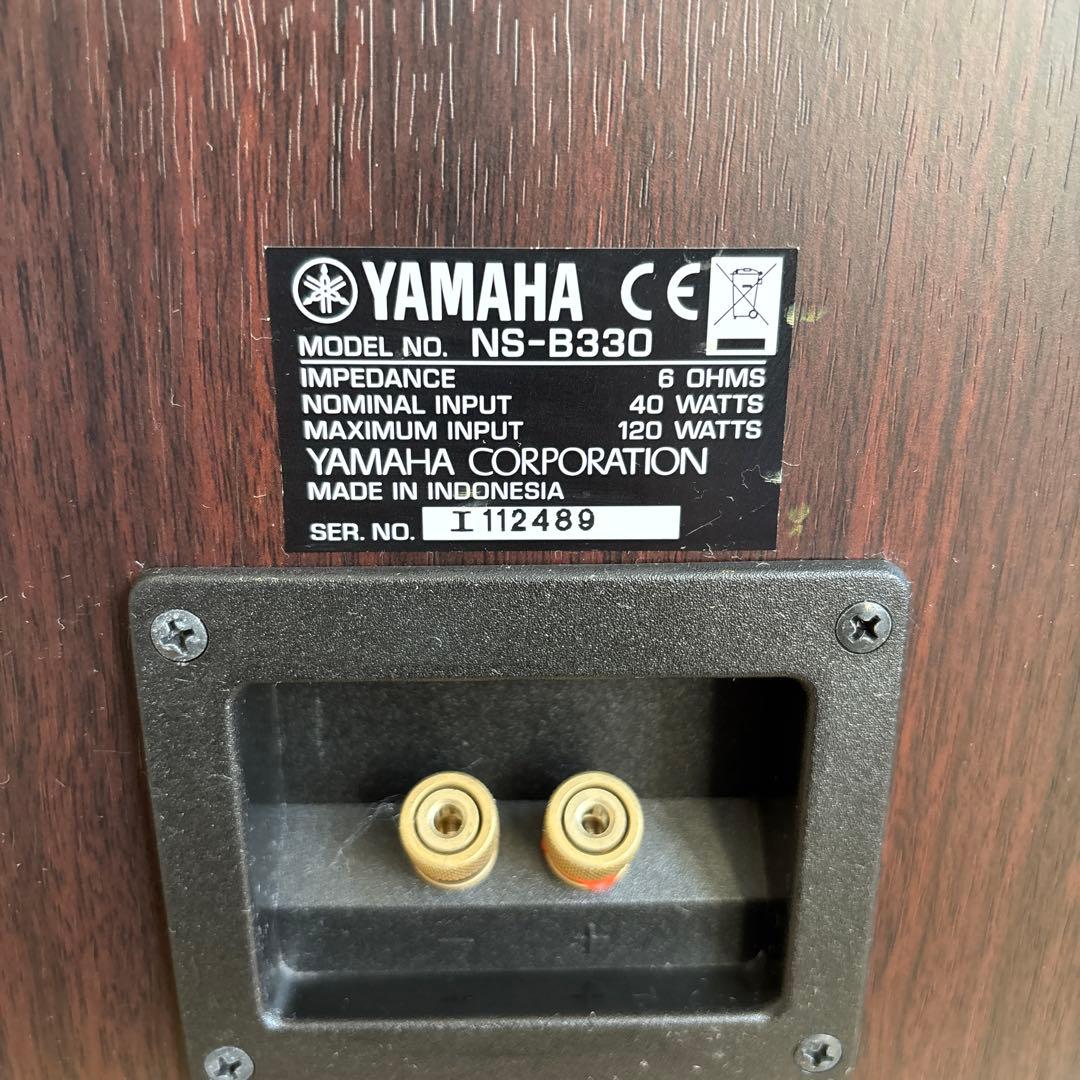 YAMAHA CE
MODEL NO. NS-B330
IMPEDANCE 6 OHMS
NOMINAL INPUT 40 WATTS
MAXIMUM INPUT 120 WATTS
YAMAHA CORPORATION
MADE IN INDONESIA
SER. NO. I112489
- +